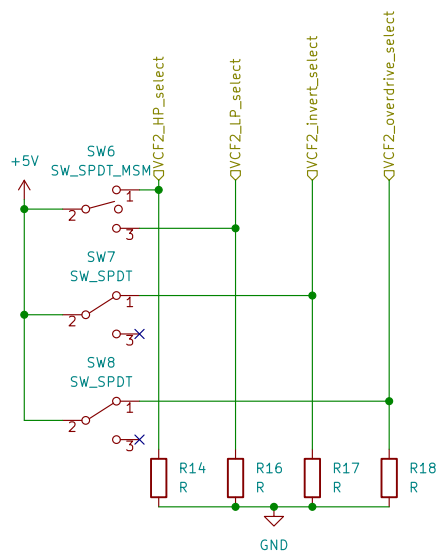 VCF2_HP_select
VCF2_LP_select
VCF2_invert_select
VCF2_overdrive_select
+5V
SW6
SW_SPDT_MSM
1
2
3
SW7
SW_SPDT
1
2
3
SW8
SW_SPDT
1
2
3
R14
R
R16
R
R17
R
R18
R
GND